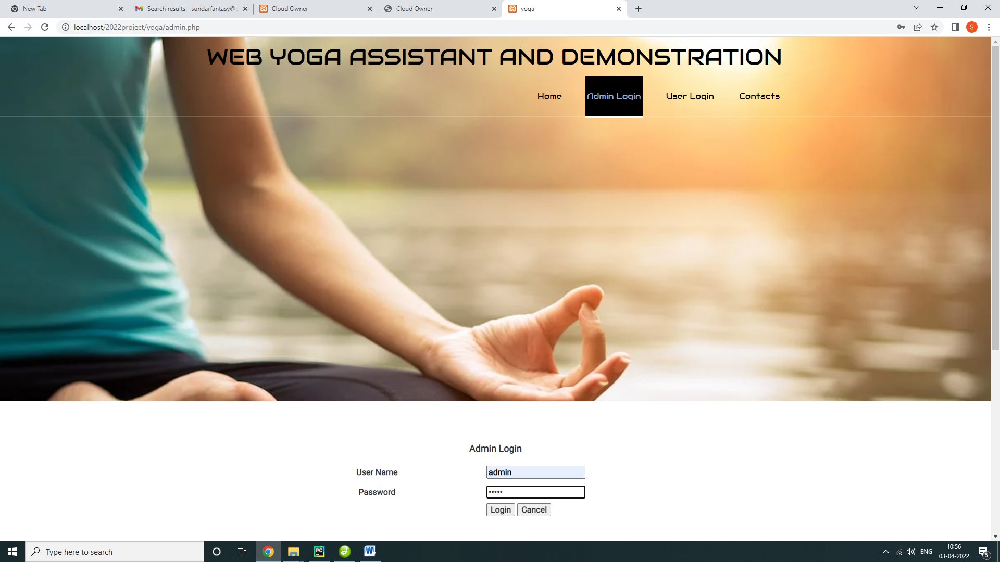 New Tab
Search results - sundarfantasy@g
Cloud Owner
Cloud Owner
yoga
localhost/2022project/yoga/admin.php
S
WEB YOGA ASSISTANT AND DEMONSTRATION
Home Admin Login User Login Contacts
Admin Login
User Name admin
Password •••••
Login Cancel
Type here to search
PC
W
ENG
10:56
03-04-2022
5